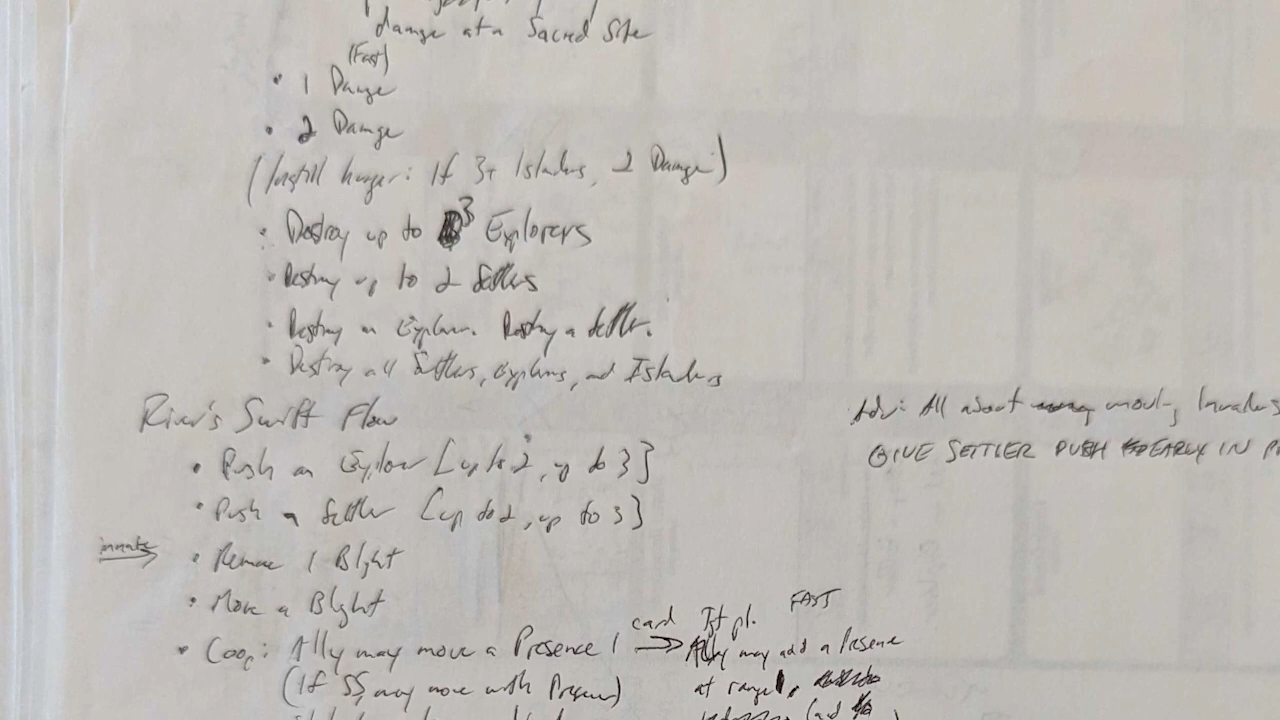 damage at a Sacred Site
(Fast)
• 1 Damage
• 2 Damage
(Instill hunger: If 3+ Islanders, 2 Damage)
• Destroy up to 3 Explorers
• Destroy up to 2 Settlers
• Destroy an Explorer. Destroy a Settler.
• Destroy all Settlers, Explorers, and Islanders
River's Swift Flow
• Push an Explorer [up to 2, up to 3]
• Push a Settler [up to 2, up to 3]
innate • Remove 1 Blight
• Move a Blight
• Coop: Ally may move a Presence 1
(If SS, may move with Presence)
Adv: All about moving Invaders
GIVE SETTLER PUSH EARLY IN
card Ist pl. FAST
Ally may add a Presence
at range 1.
(and